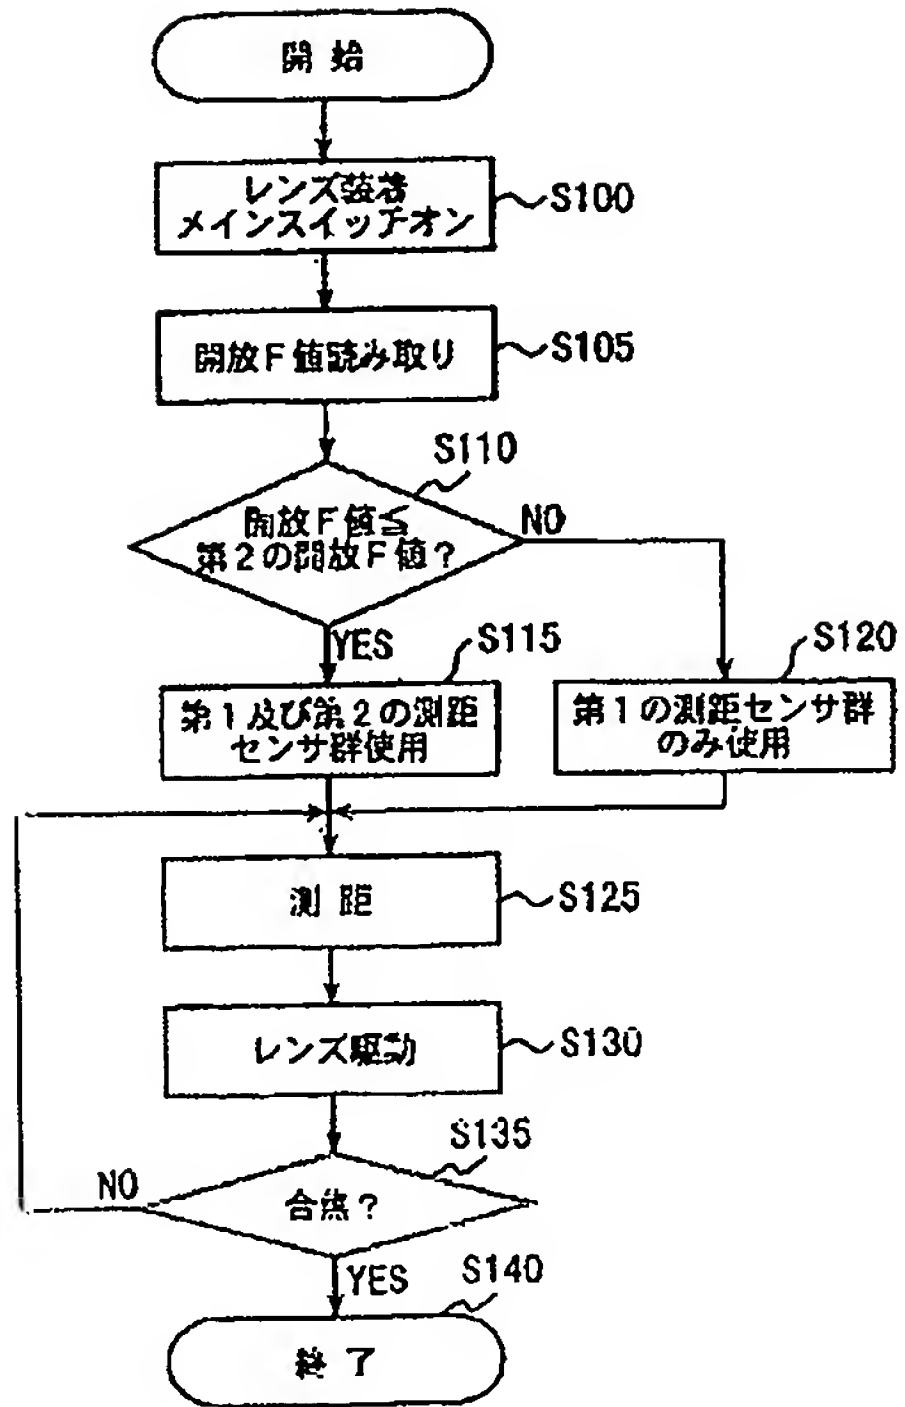 開始
レンズ装着
メインスイッチオン
S100
開放F値読み取り
S105
S110
開放F値≦
第2の開放F値？
NO
YES
S115
第1及び第2の測距
センサ群使用
S120
第1の測距センサ群
のみ使用
測距
S125
レンズ駆動
S130
S135
合焦？
NO
YES
S140
終了